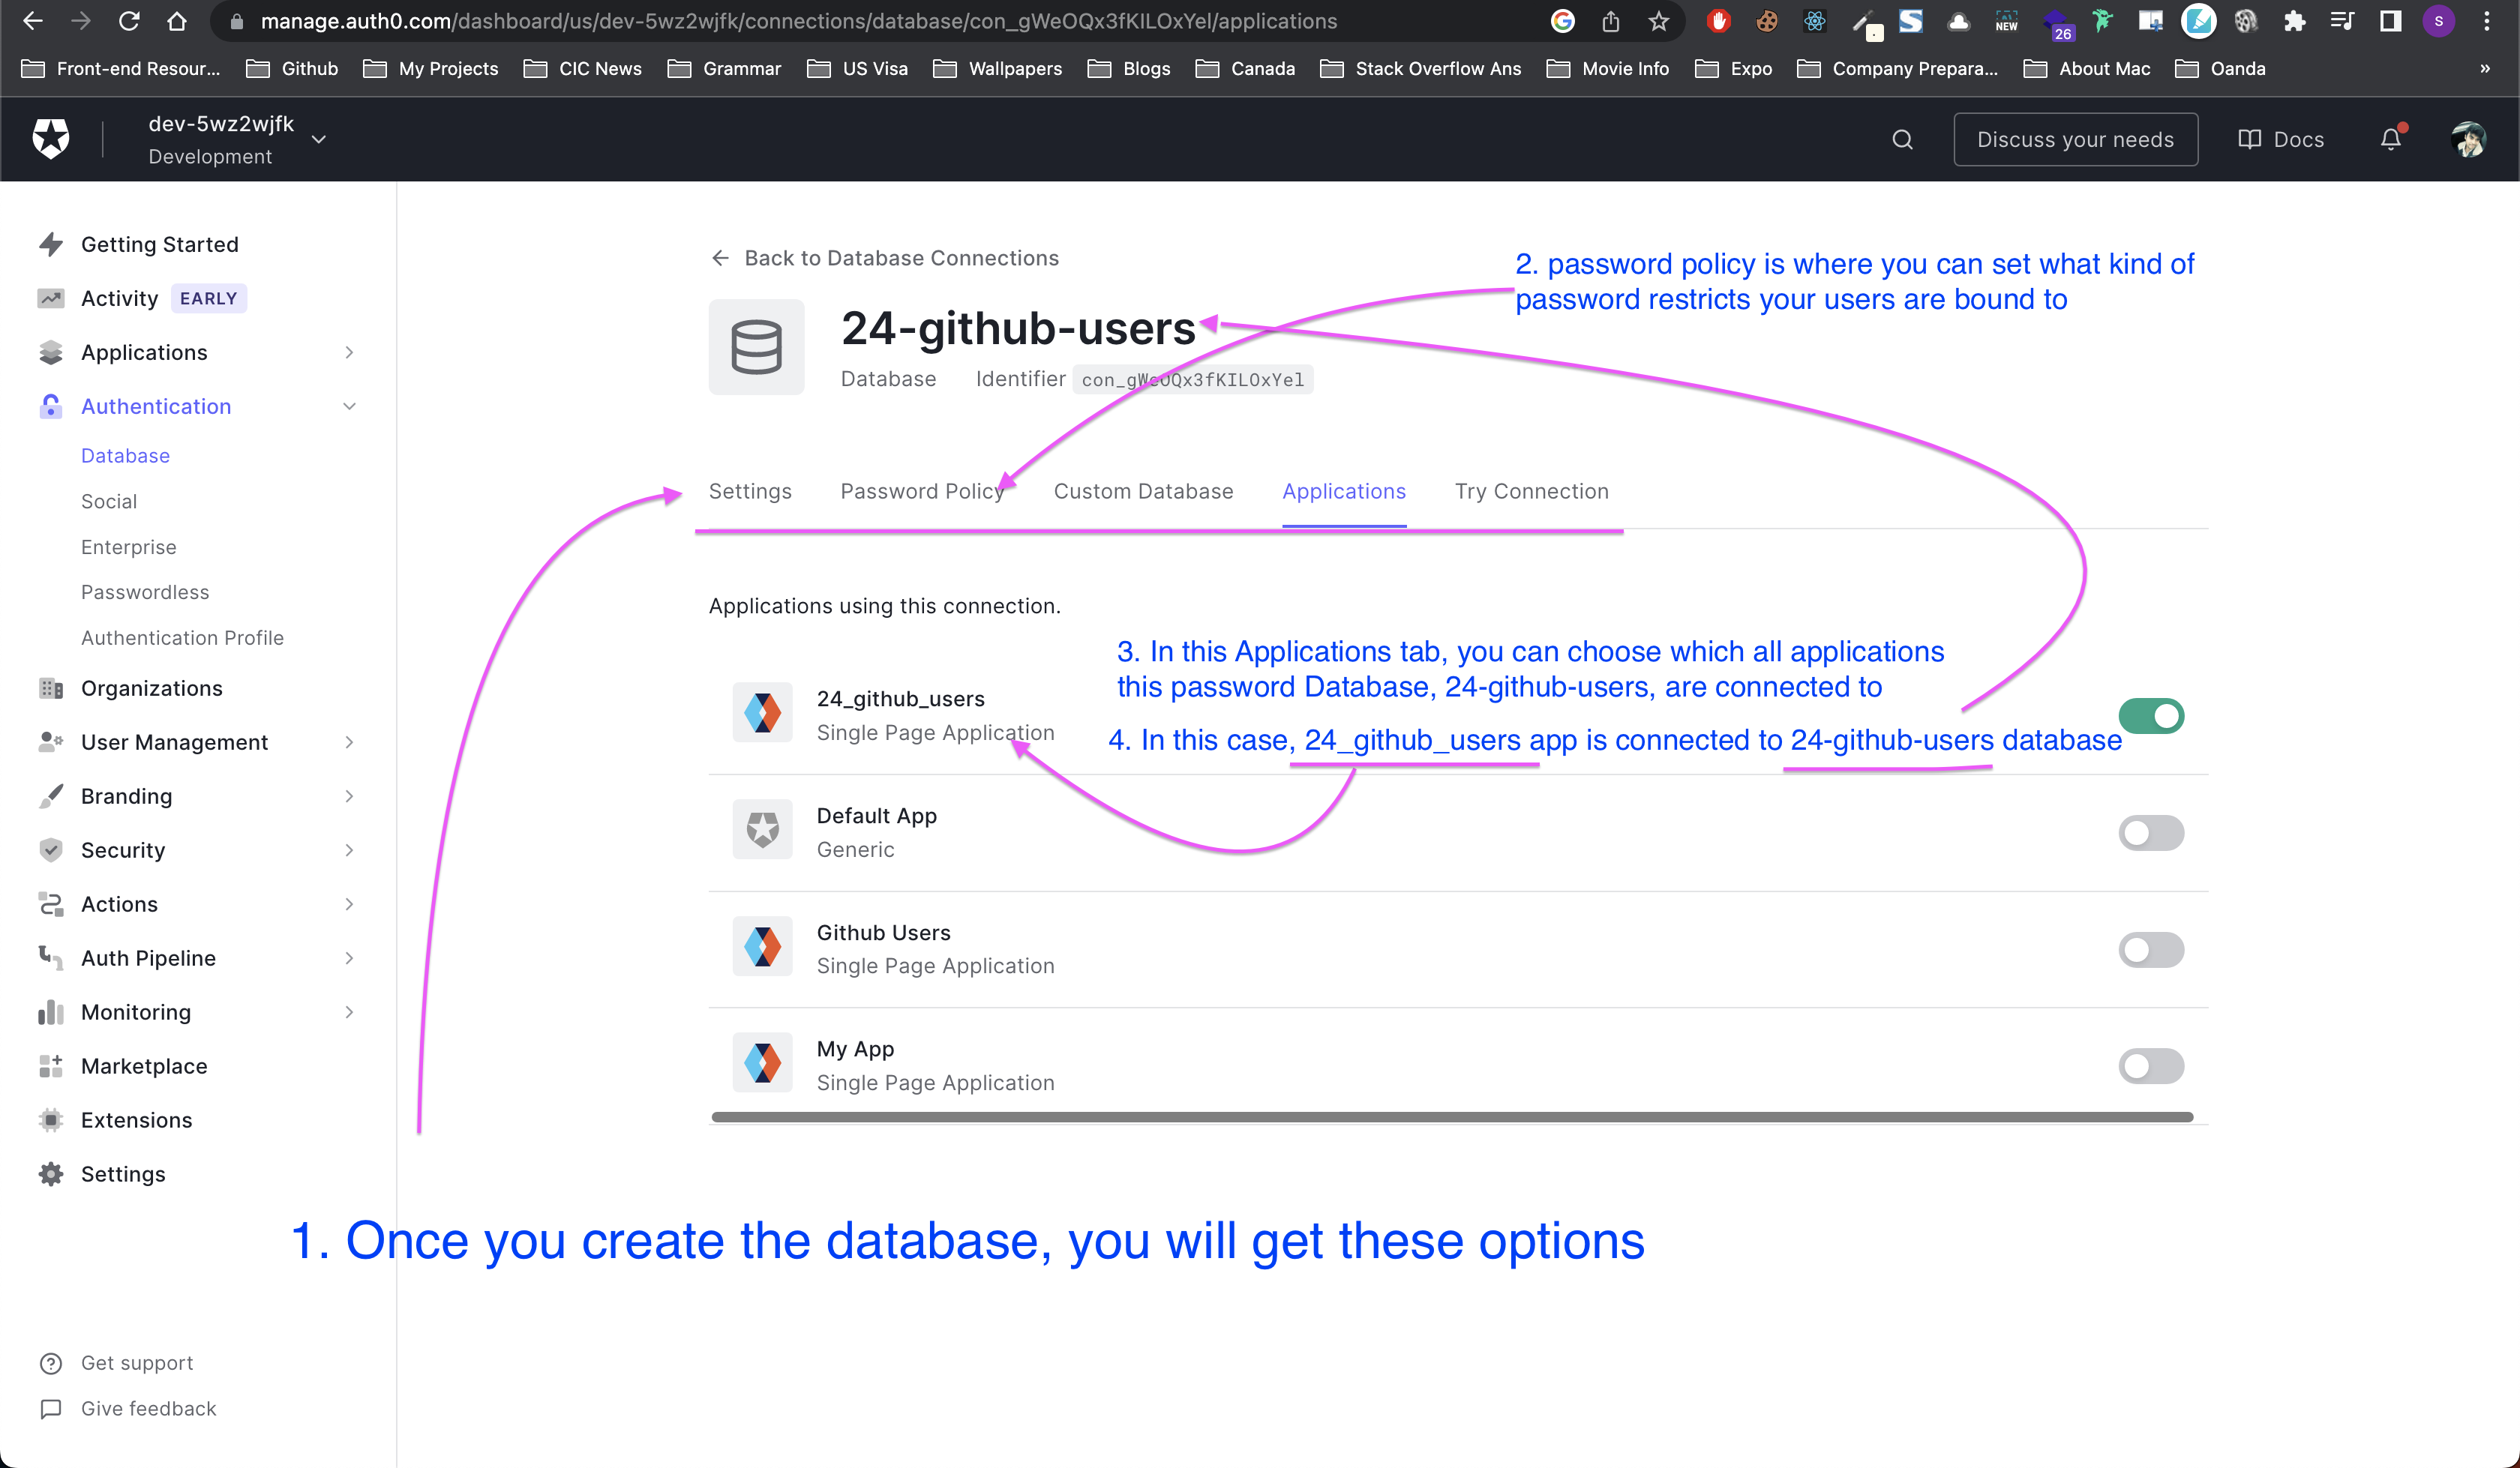 manage.auth0.com/dashboard/us/dev-5wz2wjfk/connections/database/con_gWeOQx3fKILOxYel/applications
NEW
26
S
Front-end Resour...
Github
My Projects
CIC News
Grammar
US Visa
Wallpapers
Blogs
Canada
Stack Overflow Ans
Movie Info
Expo
Company Prepara...
About Mac
Oanda
»
dev-5wz2wjfk
Development
Discuss your needs
Docs
Getting Started
Activity EARLY
Applications
Authentication
Database
Social
Enterprise
Passwordless
Authentication Profile
Organizations
User Management
Branding
Security
Actions
Auth Pipeline
Monitoring
Marketplace
Extensions
Settings
Get support
Give feedback
Back to Database Connections
24-github-users
Database Identifier con_gWeOQx3fKILOxYel
2. password policy is where you can set what kind of
password restricts your users are bound to
Settings
Password Policy
Custom Database
Applications
Try Connection
Applications using this connection.
3. In this Applications tab, you can choose which all applications
this password Database, 24-github-users, are connected to
24_github_users
Single Page Application
4. In this case, 24_github_users app is connected to 24-github-users database
Default App
Generic
Github Users
Single Page Application
My App
Single Page Application
1. Once you create the database, you will get these options